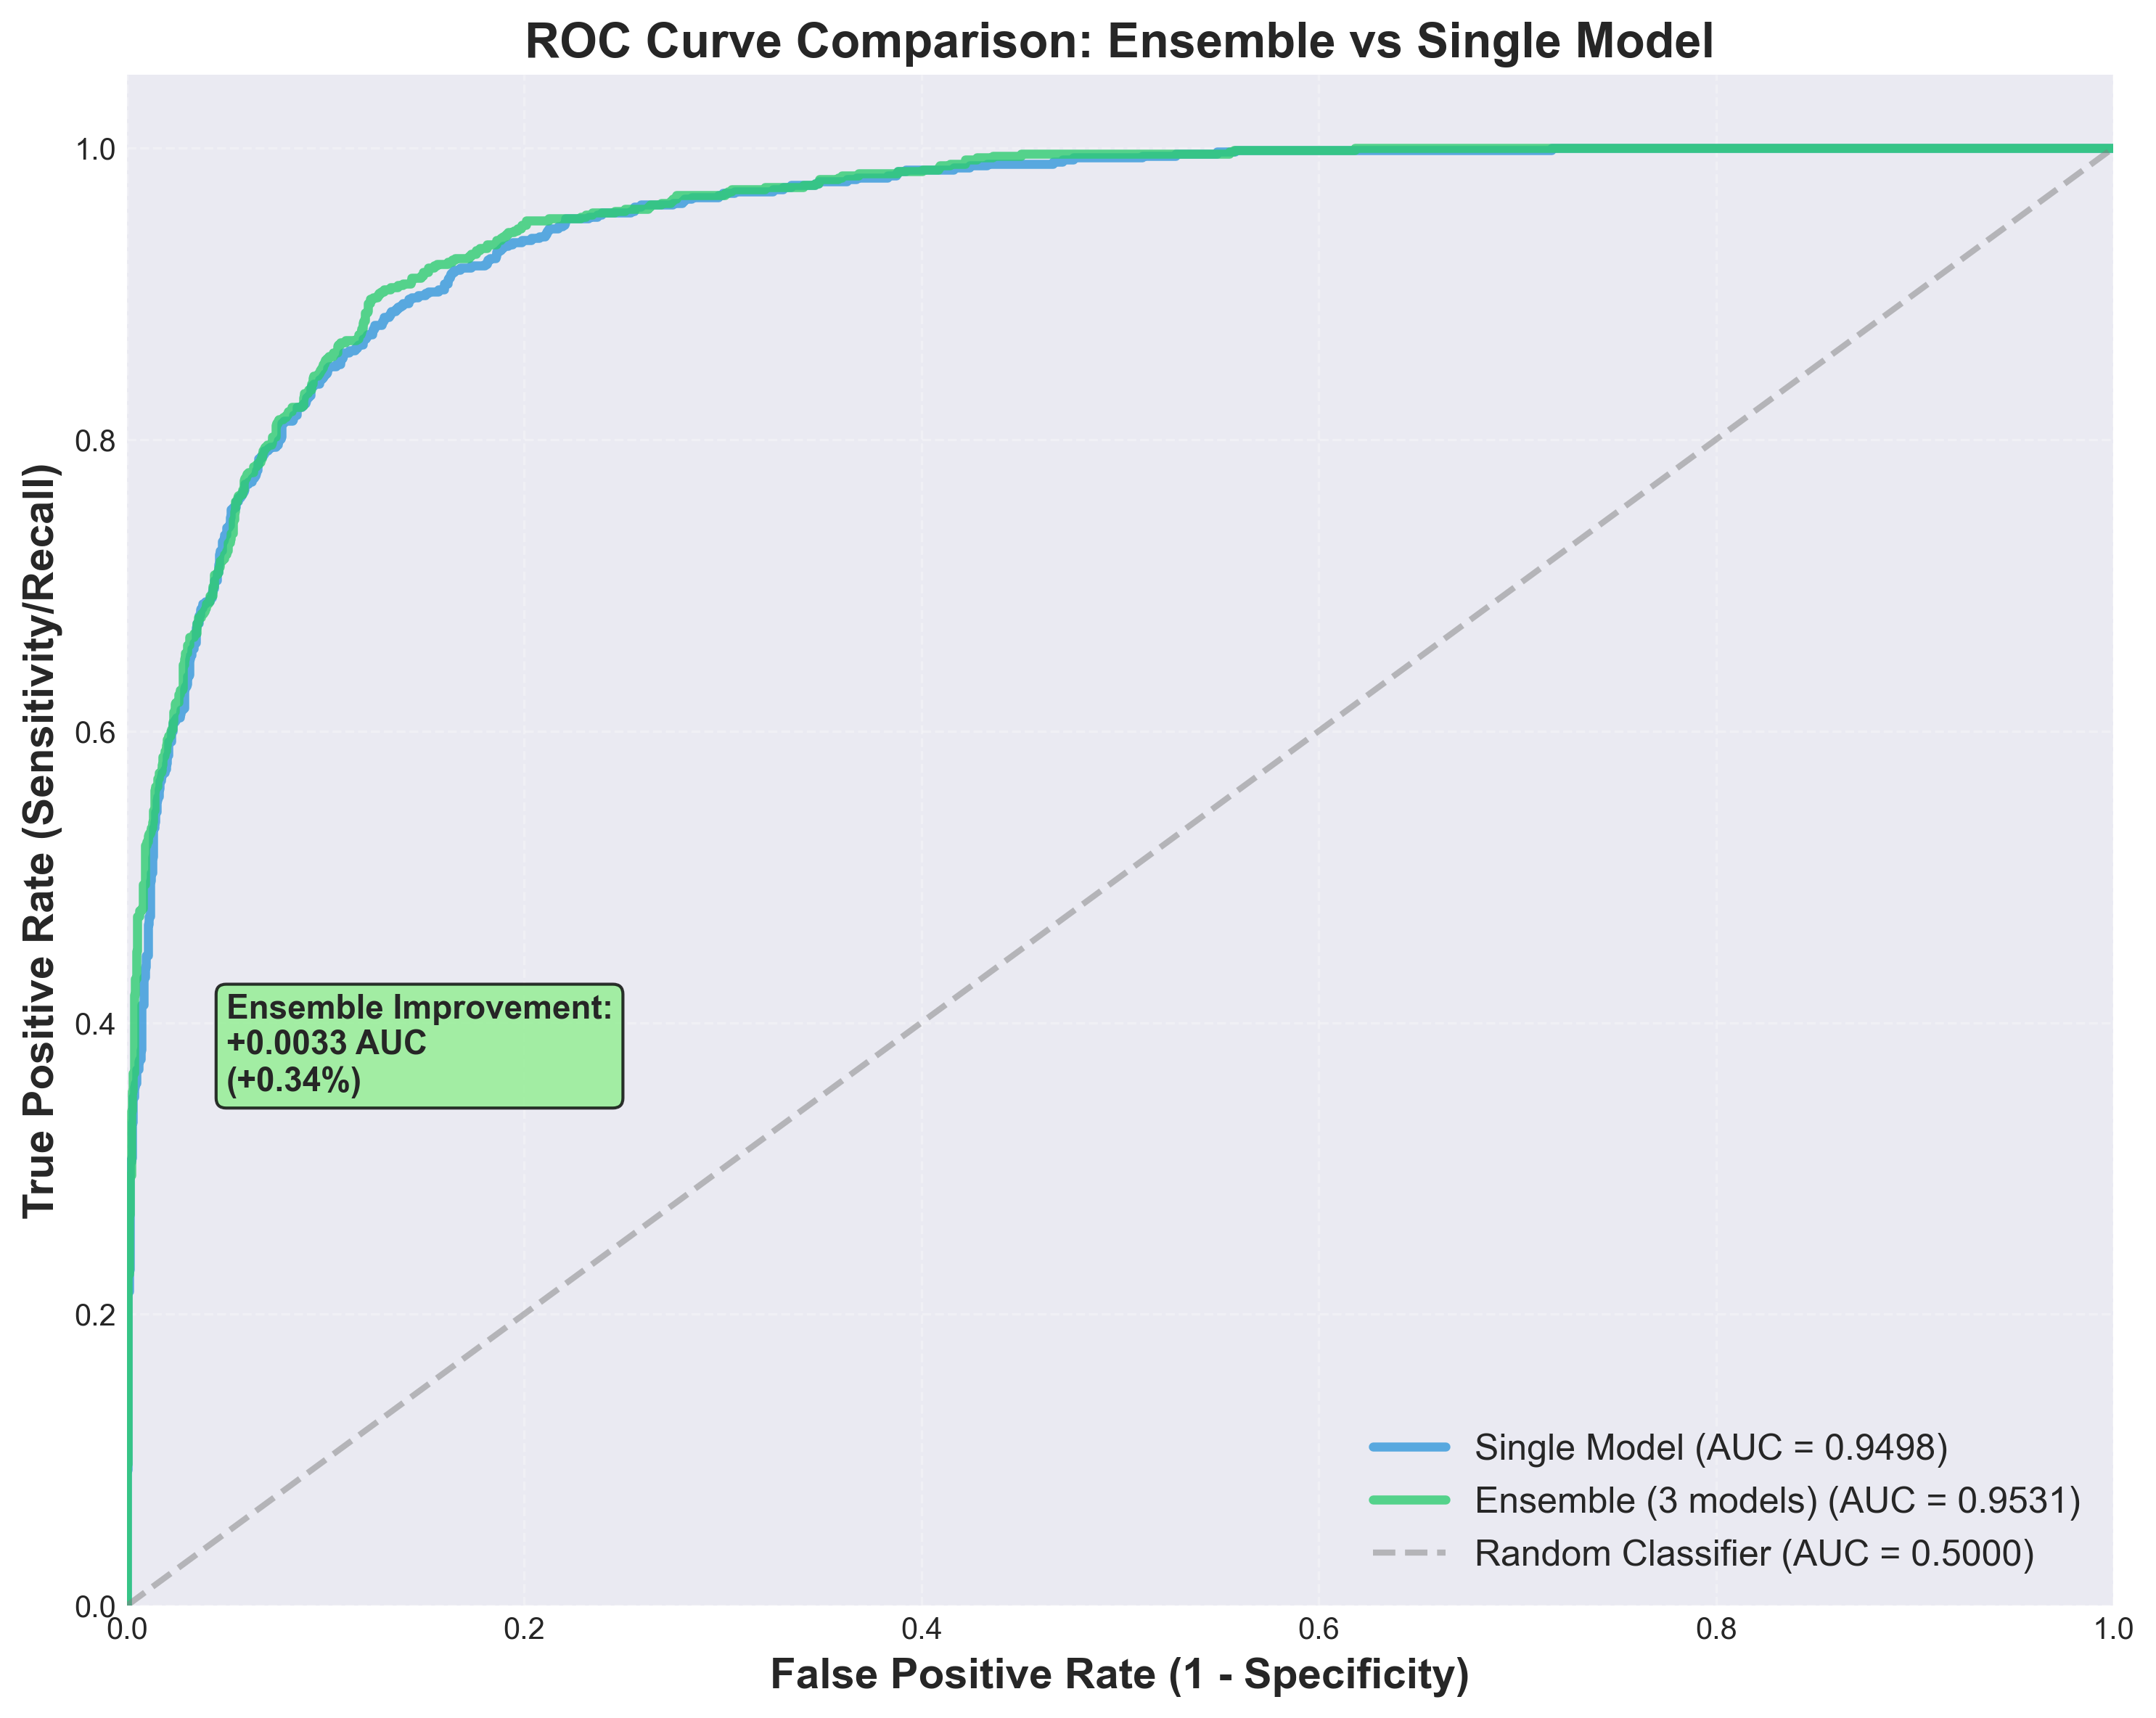 ROC Curve Comparison: Ensemble vs Single Model
True Positive Rate (Sensitivity/Recall)
1.0
0.8
0.6
0.4
0.2
0.0
Ensemble Improvement:
+0.0033 AUC
(+0.34%)
Single Model (AUC = 0.9498)
Ensemble (3 models) (AUC = 0.9531)
Random Classifier (AUC = 0.5000)
0.0 0.2 0.4 0.6 0.8 1.0
False Positive Rate (1 - Specificity)